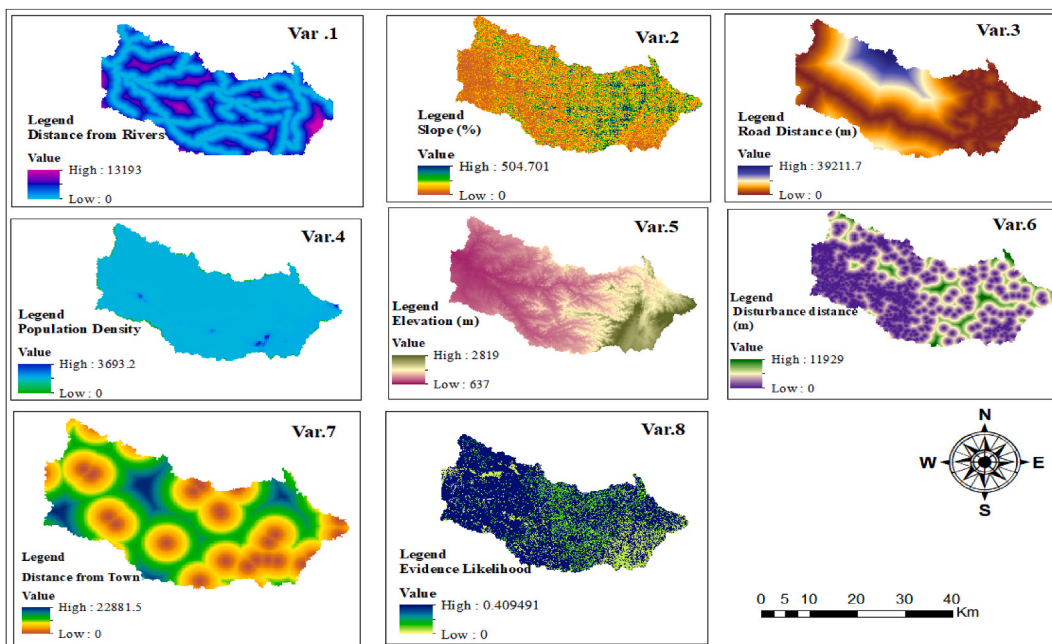 Var .1
Legend
Distance from Rivers
Value
High : 13193
Low : 0
Var.2
Legend
Slope (%)
Value
High : 504.701
Low : 0
Var.3
Legend
Road Distance (m)
Value
High : 39211.7
Low : 0
Var.4
Legend
Population Density
Value
High : 3693.2
Low : 0
Var.5
Legend
Elevation (m)
Value
High : 2819
Low : 637
Var.6
Legend
Disturbance distance
(m)
Value
High : 11929
Low : 0
Var.7
Legend
Distance from Town
Value
High : 22881.5
Low : 0
Var.8
Legend
Evidence Likelihood
Value
High : 0.409491
Low : 0
N
W E
S
0 5 10 20 30 40
Km